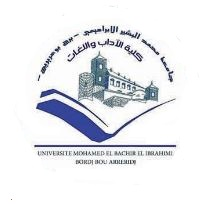 جامعة محمد البشير الإبراهيمي - برج بوعريريج -
كلية الآداب واللغات
UNIVERSITE MOHAMED EL BACHIR EL IBRAHIMI
BORDJ BOU ARRERIDJ